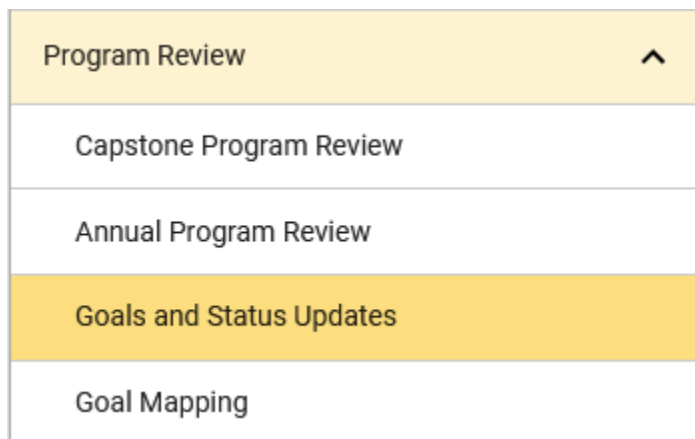 Program Review
Capstone Program Review
Annual Program Review
Goals and Status Updates
Goal Mapping